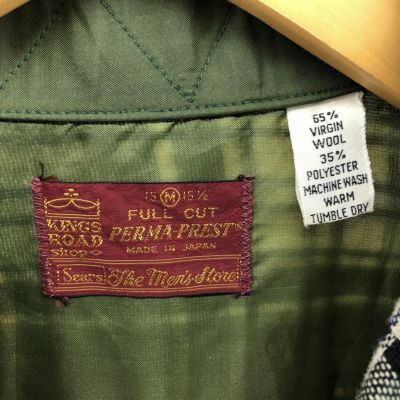 15 M 15½
FULL CUT
PERMA-PREST®
MADE IN JAPAN
KINGS
ROAD
shop
Sears The Men's Store
65%
VIRGIN
WOOL
35%
POLYESTER
MACHINE WASH
WARM
TUMBLE DRY